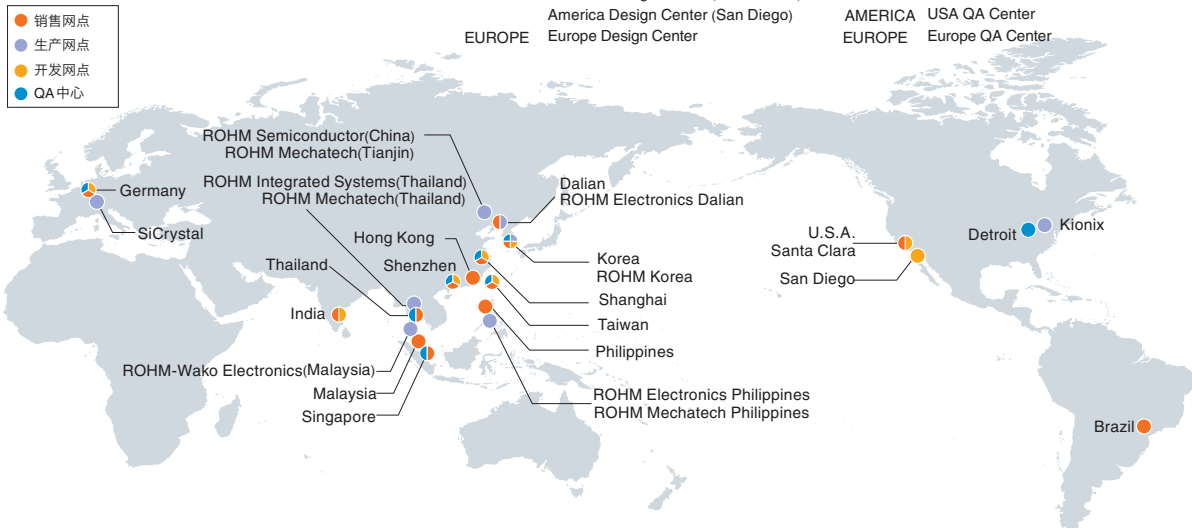 America Design Center (San Diego)
EUROPE Europe Design Center
AMERICA USA QA Center
EUROPE Europe QA Center
销售网点
生产网点
开发网点
QA中心
ROHM Semiconductor(China)
ROHM Mechatech(Tianjin)
ROHM Integrated Systems(Thailand)
ROHM Mechatech(Thailand)
Germany
SiCrystal
Dalian
ROHM Electronics Dalian
Hong Kong
Korea
ROHM Korea
Thailand
Shenzhen
Shanghai
India
Taiwan
Philippines
ROHM-Wako Electronics(Malaysia)
Malaysia
Singapore
ROHM Electronics Philippines
ROHM Mechatech Philippines
U.S.A.
Santa Clara
San Diego
Detroit
Kionix
Brazil